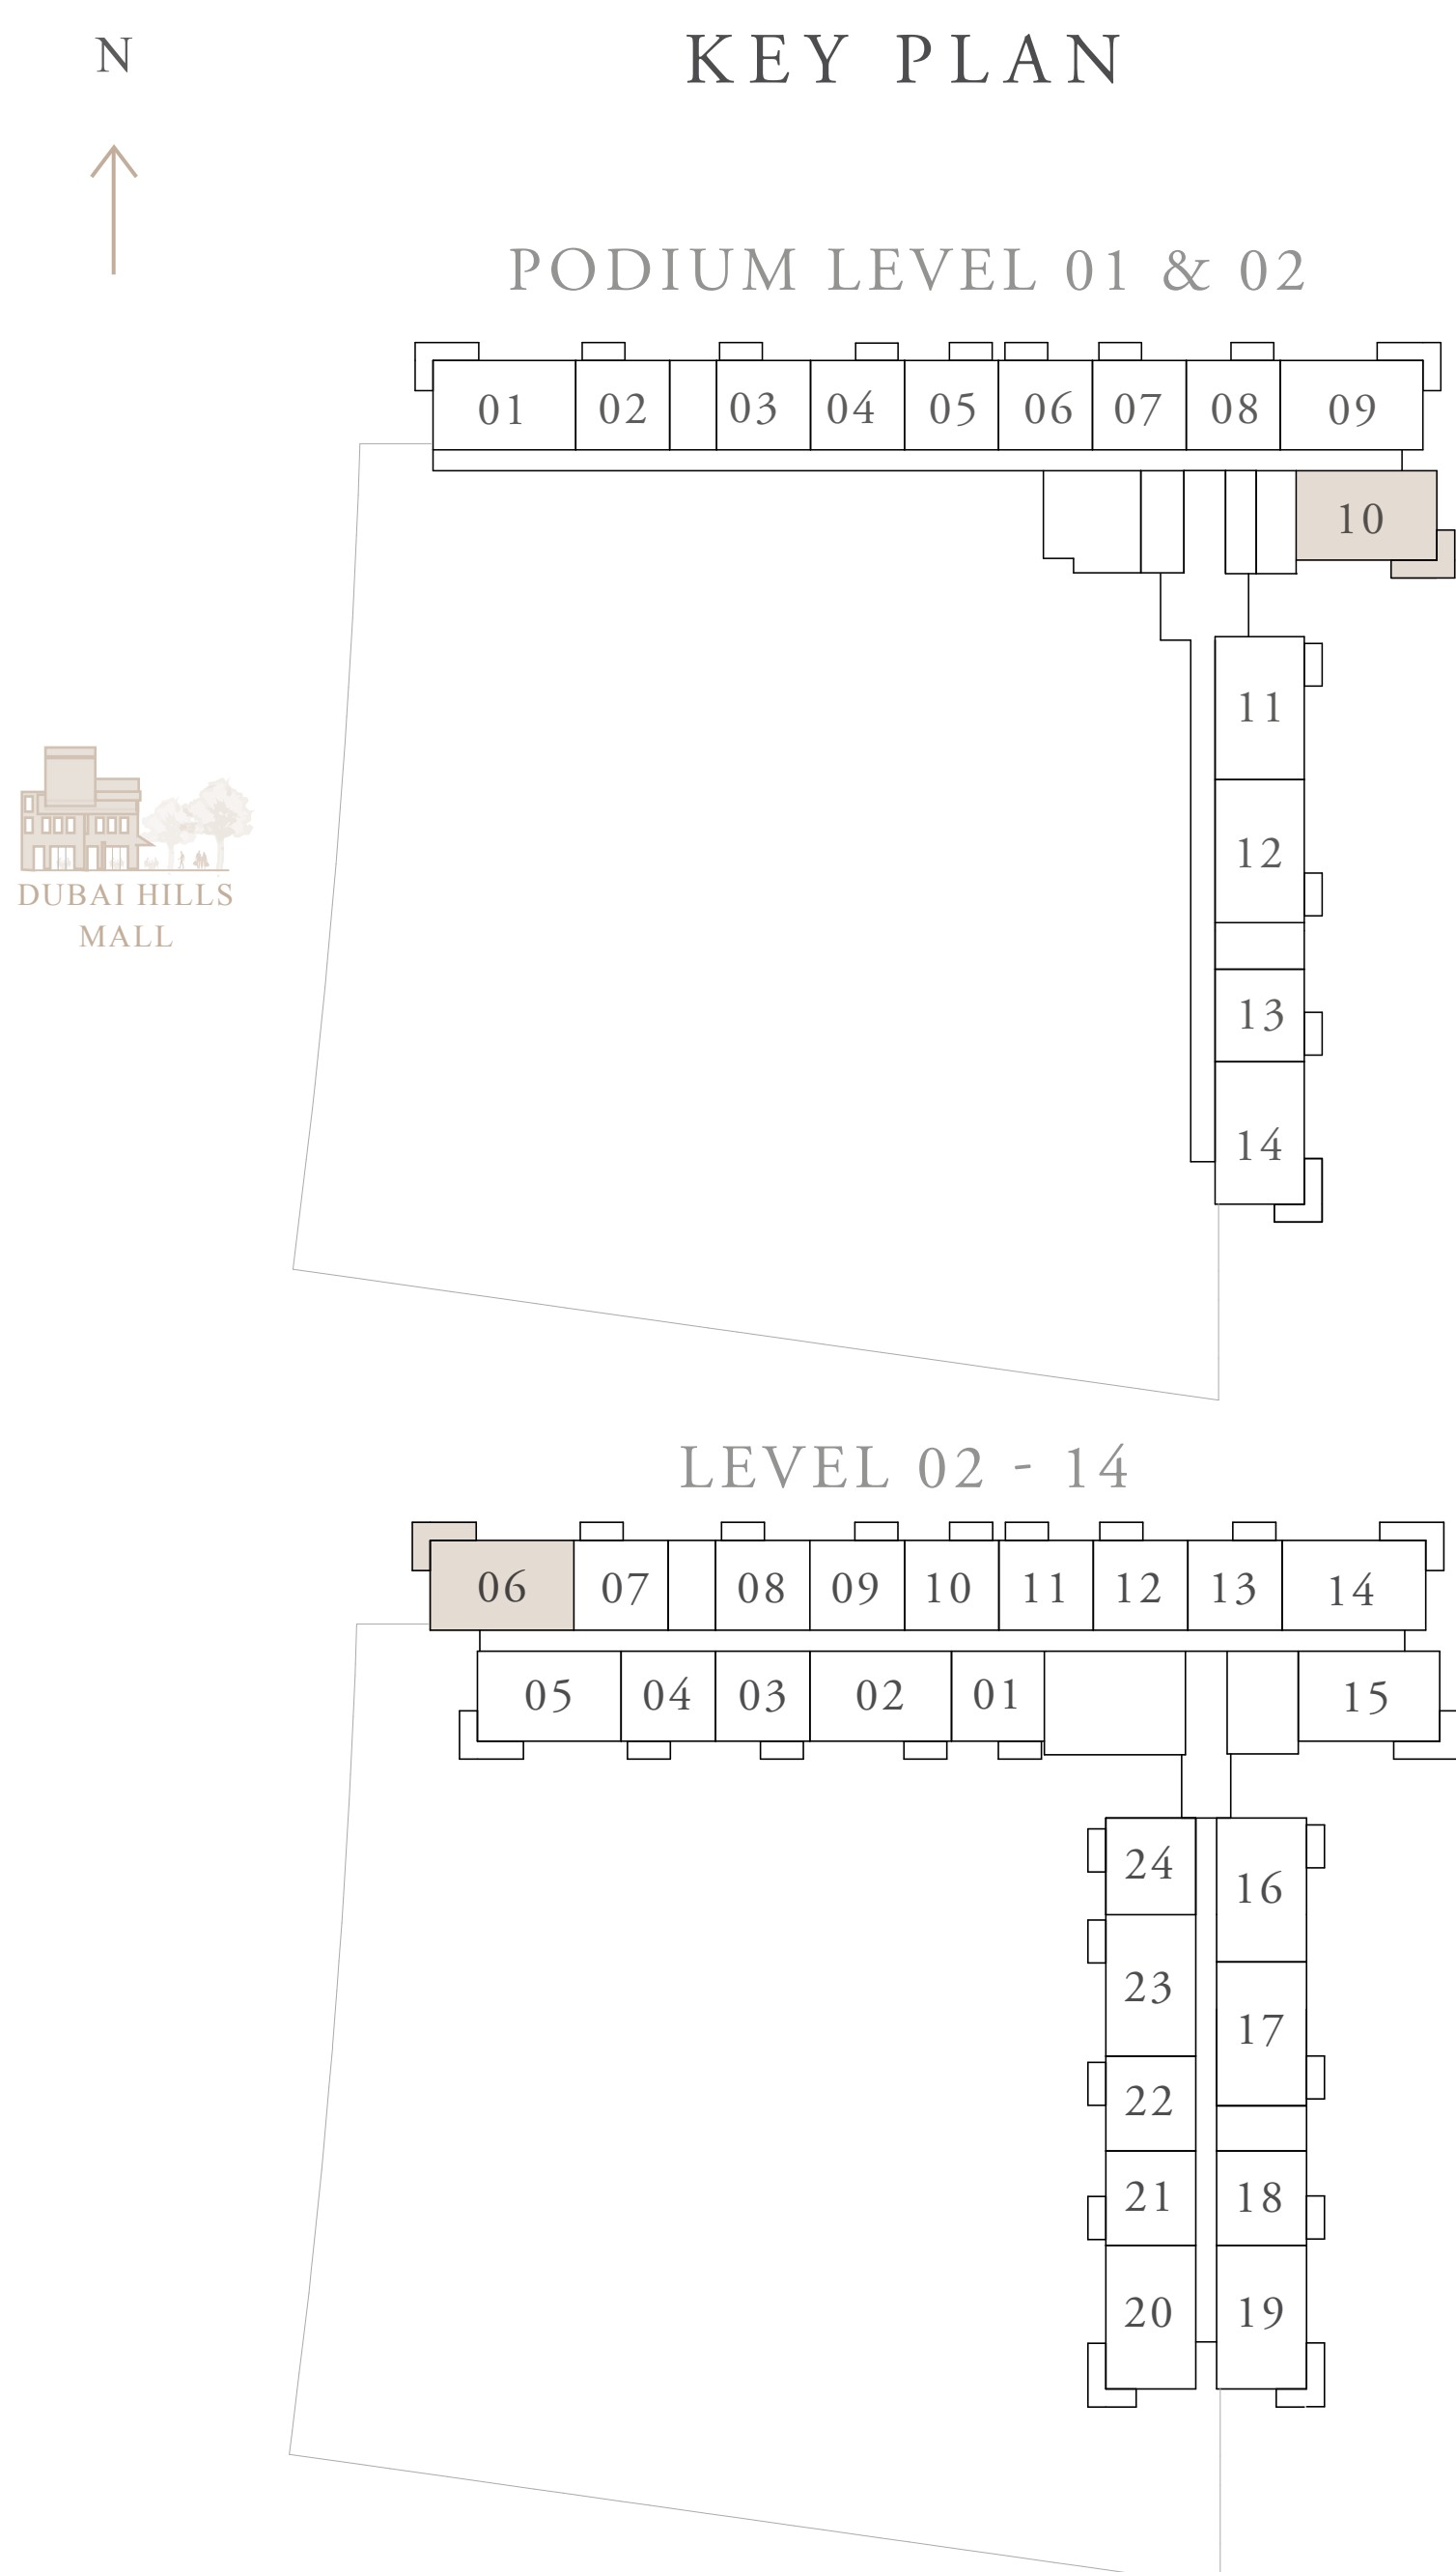 N
KEY PLAN
PODIUM LEVEL 01 & 02
01 02 03 04 05 06 07 08 09
10
11
12
13
14
DUBAI HILLS
MALL
LEVEL 02 - 14
06 07 08 09 10 11 12 13 14
05 04 03 02 01 15
24 16
23 17
22
21 18
20 19